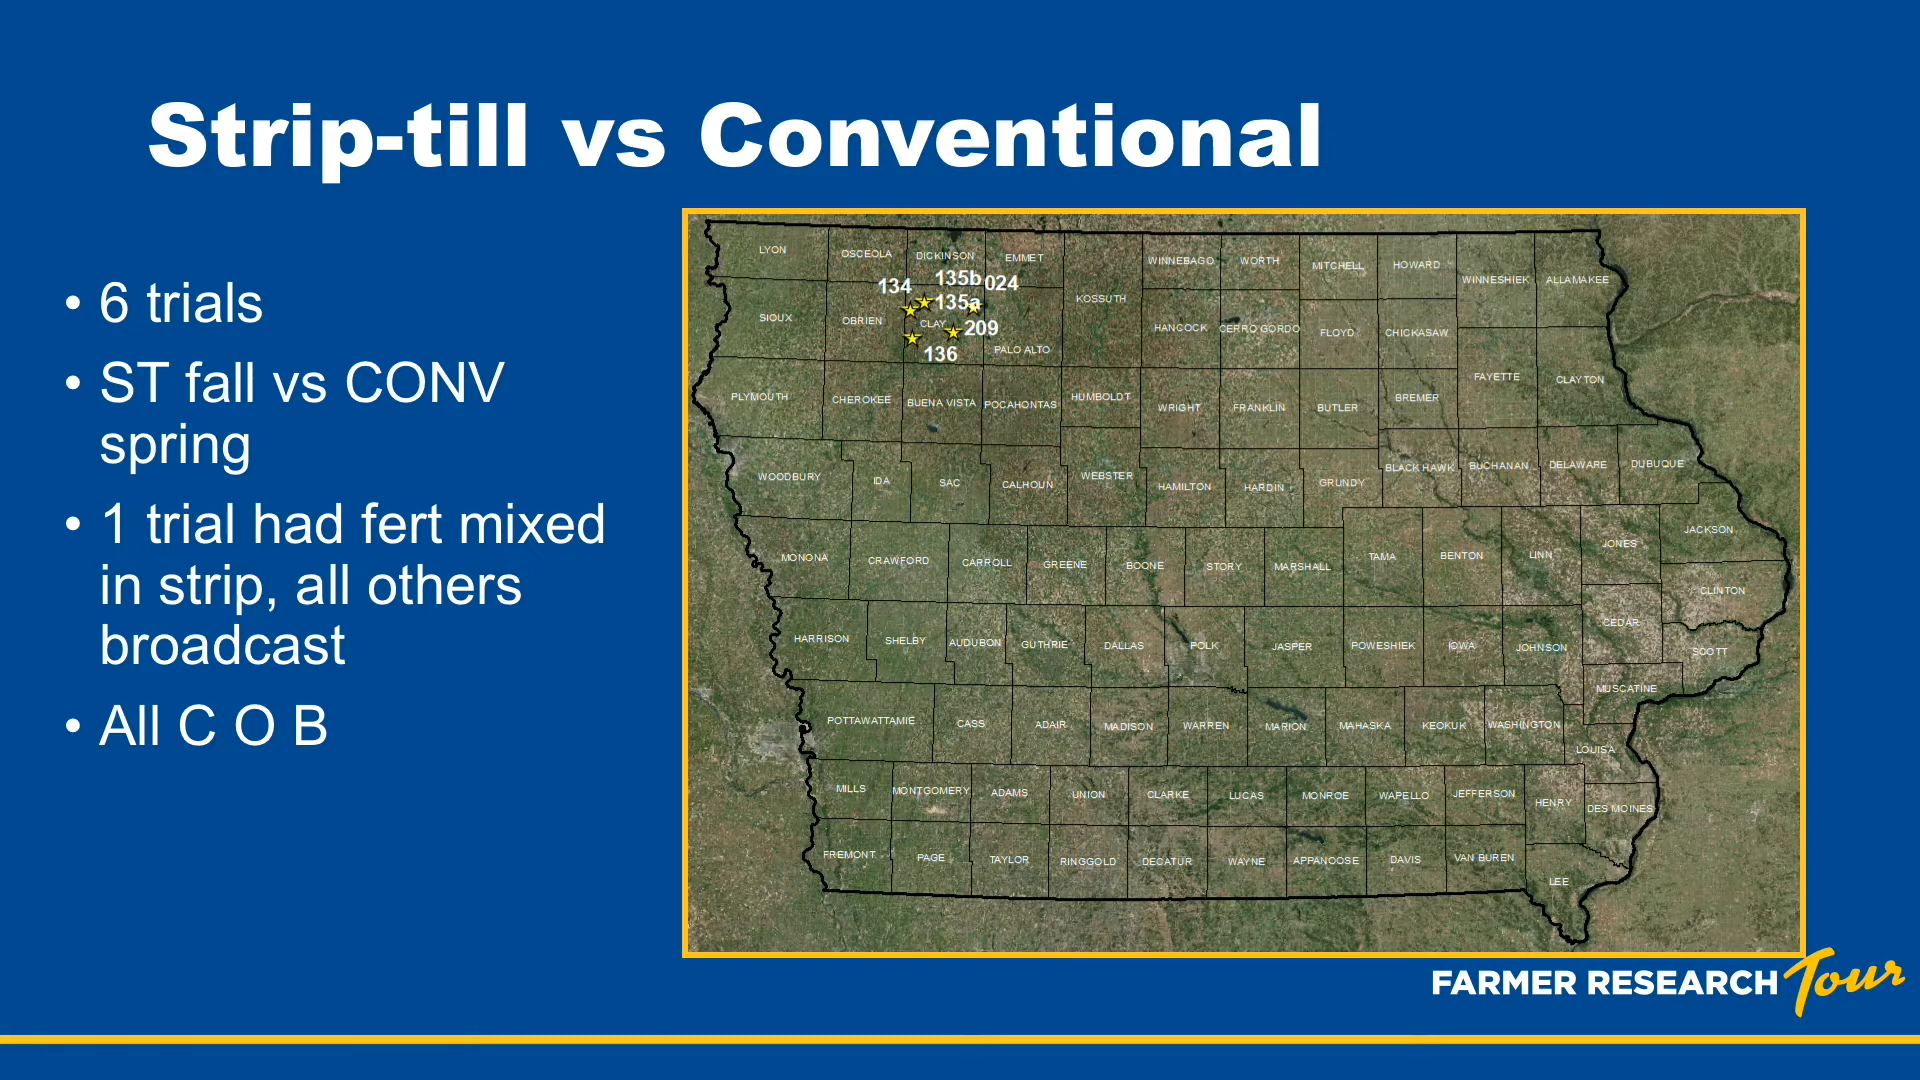 Strip-till vs Conventional
• 6 trials
• ST fall vs CONV
spring
• 1 trial had fert mixed
in strip, all others
broadcast
• All C O B
LYON
OSCEOLA
DICKINSON
EMMET
WINNEBAGO
WORTH
MITCHELL
HOWARD
WINNESHIEK
ALLAMAKEE
134
135b
024
135a
KOSSUTH
SIOUX
OBRIEN
CLAY
209
136
PALO ALTO
HANCOCK
CERRO GORDO
FLOYD
CHICKASAW
FAYETTE
CLAYTON
PLYMOUTH
CHEROKEE
BUENA VISTA
POCAHONTAS
HUMBOLDT
WRIGHT
FRANKLIN
BUTLER
BREMER
WOODBURY
IDA
SAC
CALHOUN
WEBSTER
HAMILTON
HARDIN
GRUNDY
BLACK HAWK
BUCHANAN
DELAWARE
DUBUQUE
MONONA
CRAWFORD
CARROLL
GREENE
BOONE
STORY
MARSHALL
TAMA
BENTON
LINN
JONES
JACKSON
CLINTON
HARRISON
SHELBY
AUDUBON
GUTHRIE
DALLAS
POLK
JASPER
POWESHIEK
IOWA
JOHNSON
CEDAR
SCOTT
MUSCATINE
POTTAWATTAMIE
CASS
ADAIR
MADISON
WARREN
MARION
MAHASKA
KEOKUK
WASHINGTON
LOUISA
MILLS
MONTGOMERY
ADAMS
UNION
CLARKE
LUCAS
MONROE
WAPELLO
JEFFERSON
HENRY
DES MOINES
FREMONT
PAGE
TAYLOR
RINGGOLD
DECATUR
WAYNE
APPANOOSE
DAVIS
VAN BUREN
LEE
FARMER RESEARCH Tour